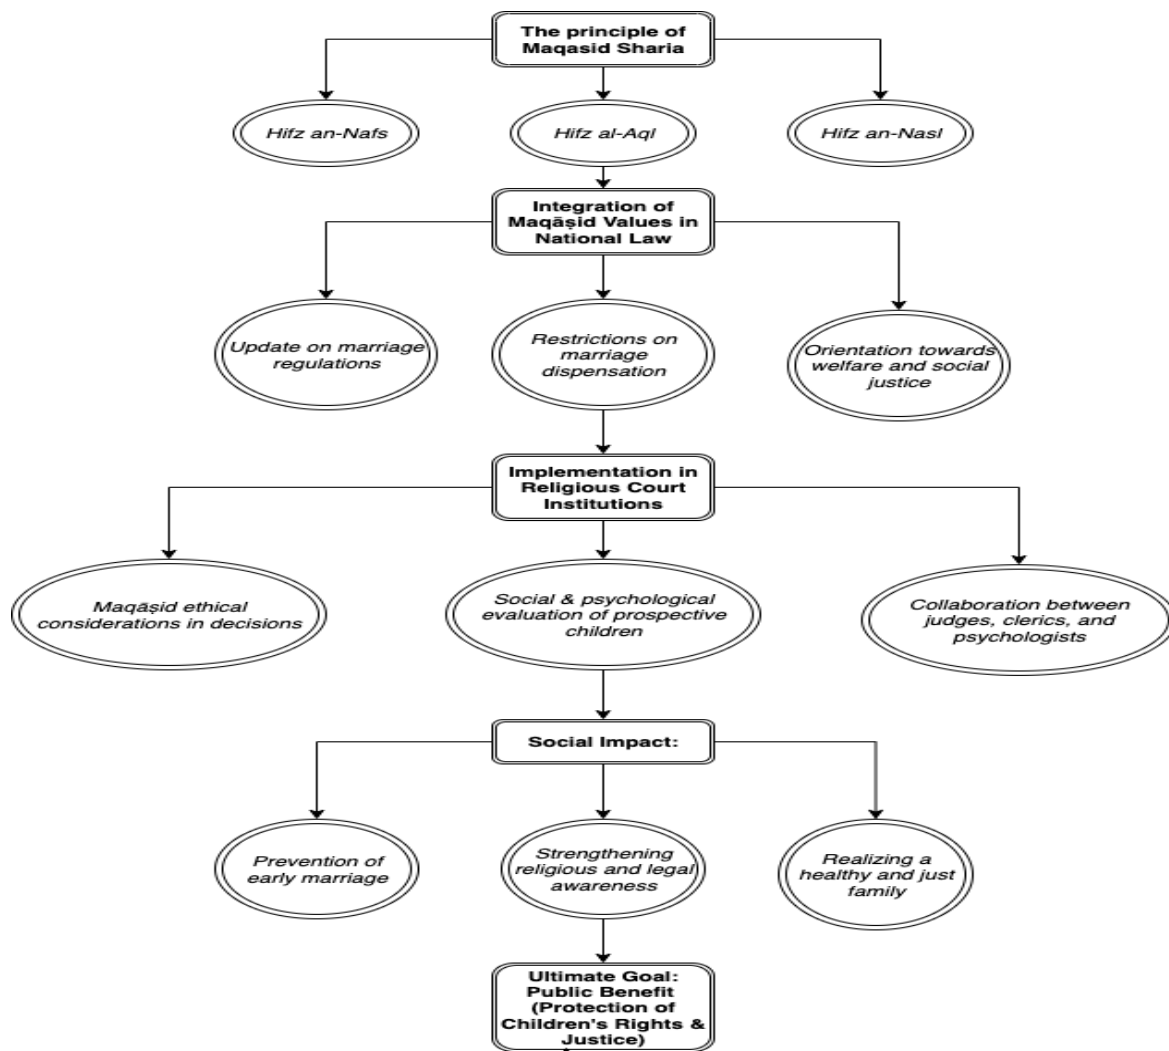 The principle of
Maqasid Sharia
Hifz an-Nafs
Hifz al-Aql
Hifz an-Nasl
Integration of
Maqāṣid Values in
National Law
Update on marriage
regulations
Restrictions on
marriage
dispensation
Orientation towards
welfare and social
justice
Implementation in
Religious Court
Institutions
Maqāṣid ethical
considerations in decisions
Social & psychological
evaluation of prospective
children
Collaboration between
judges, clerics, and
psychologists
Social Impact:
Prevention of
early marriage
Strengthening
religious and legal
awareness
Realizing a
healthy and just
family
Ultimate Goal:
Public Benefit
(Protection of
Children's Rights &
Justice)